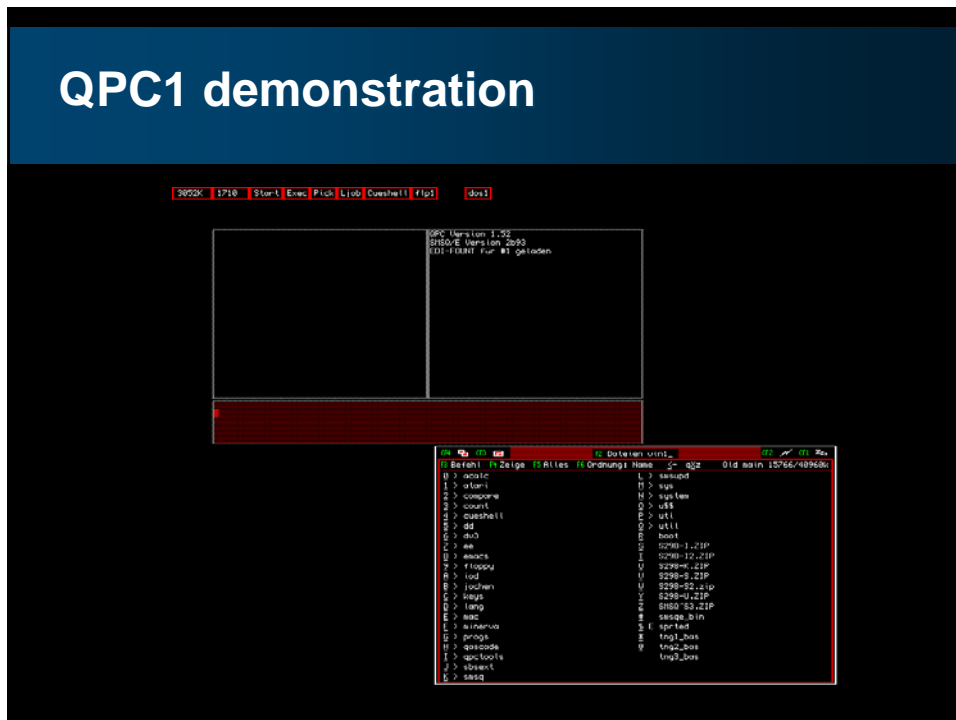 QPC1 demonstration
3052K 1710 Start Exec Pick Ljob Cueshell flp1 dos1
QPC Version 1.52
SMSQ/E Version 2b93
EDI-FOUNT für #1 geladen
F2 Dateien win1_
F3 Befehl F4 Zeige F5 Alles F6 Ordnung: Name Old main 15766/40960k
0 > acalc
1 > atari
2 > compare
3 > count
4 > cueshell
5 > dd
6 > dv3
7 > ee
8 > emacs
9 > floppy
A > iod
B > jochen
C > keys
D > lang
E > mac
F > minerva
G > progs
H > qascade
I > qpctools
J > sbsext
K > smsq
L > smsupd
M > sys
N > system
O > u$$
P > uti
Q > util
R boot
S S298-1.ZIP
T S298-I2.ZIP
U S298-K.ZIP
V S298-S.ZIP
W S298-S2.zip
Y S298-U.ZIP
Z SMSQ~S3.ZIP
# smsqe_bin
$ E sprted
tng1_bas
tng2_bas
tng3_bas